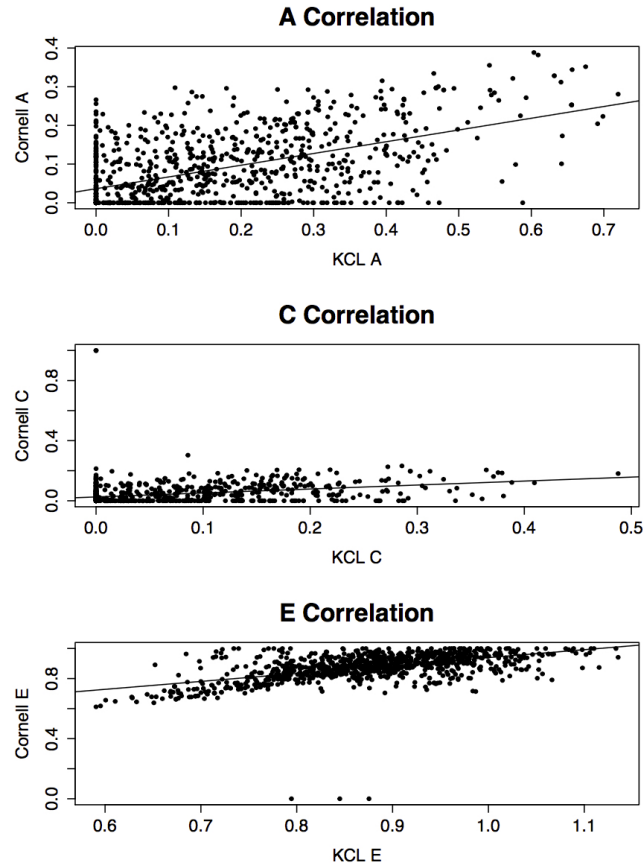 A Correlation
0.4
0.3
0.2
0.1
0.0
Cornell A
0.0 0.1 0.2 0.3 0.4 0.5 0.6 0.7
KCL A
C Correlation
0.8
0.4
0.0
Cornell C
0.0 0.1 0.2 0.3 0.4 0.5
KCL C
E Correlation
0.8
0.4
0.0
Cornell E
0.6 0.7 0.8 0.9 1.0 1.1
KCL E